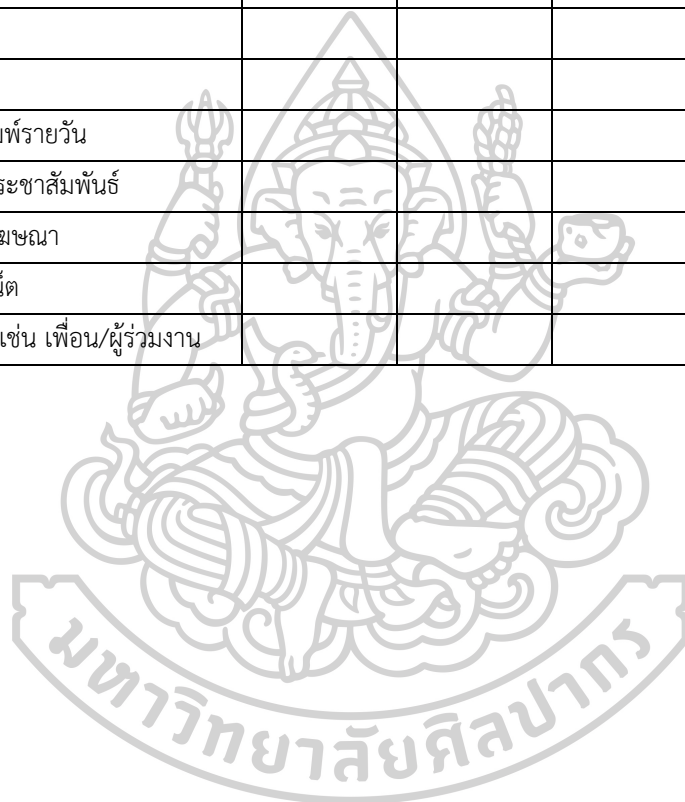 มพ์รายวัน
ระชาสัมพันธ์
ฆษณา
น็ต
เช่น เพื่อน/ผู้ร่วมงาน
มหาวิทยาลัยศิลปากร